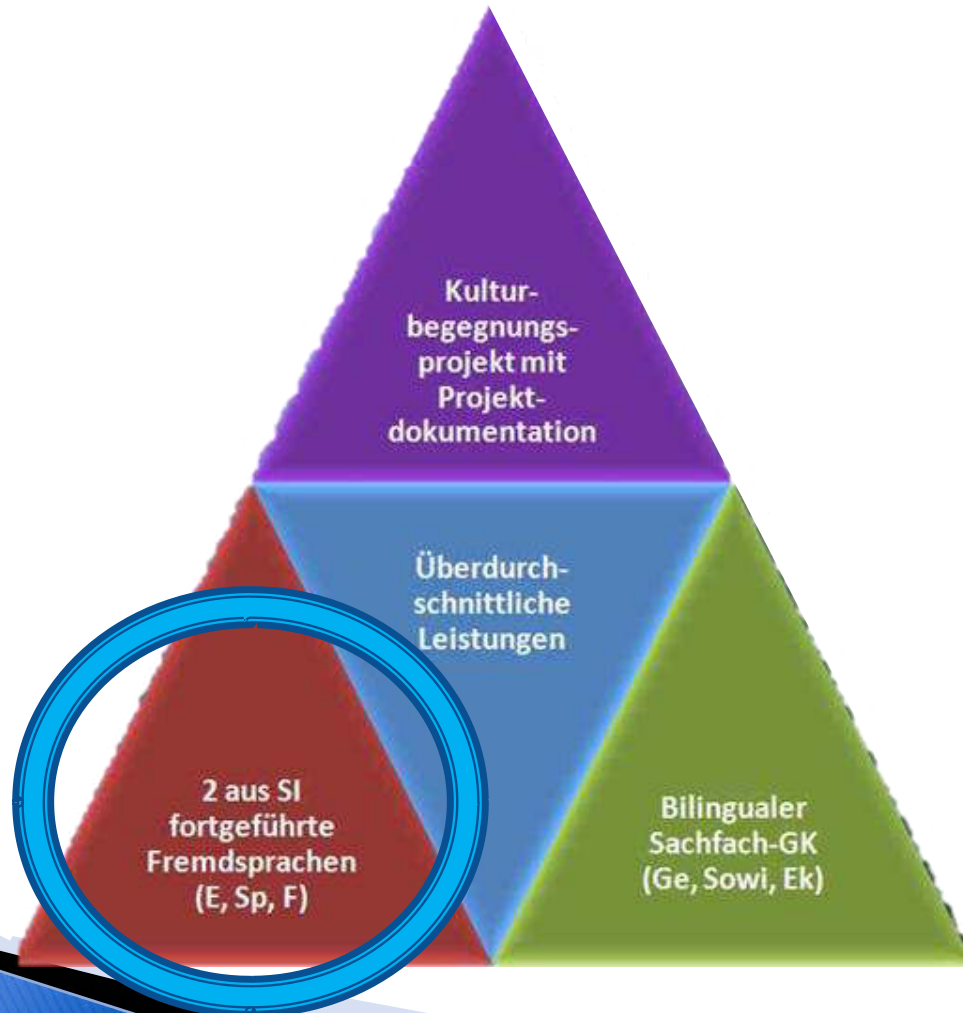 Kultur-
begegnungs-
projekt mit
Projekt-
dokumentation
Überdurch-
schnittliche
Leistungen
2 aus SI
fortgeführte
Fremdsprachen
(E, Sp, F)
Bilingualer
Sachfach-GK
(Ge, Sowi, Ek)